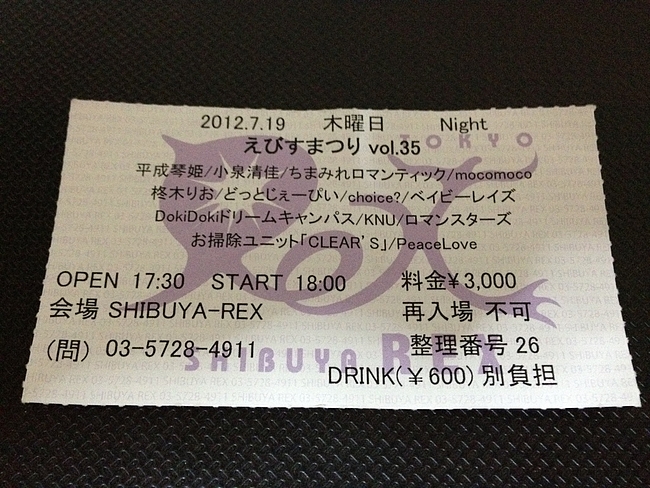 2012.7.19 木曜日 Night
えびすまつり vol.35
TOKYO
平成琴姫/小泉清佳/ちまみれロマンティック/mocomoco
柊木りお/どっとじぇーぴぃ/choice?/ベイビーレイズ
DokiDokiドリームキャンパス/KNU/ロマンスターズ
お掃除ユニット「CLEAR'S」/PeaceLove
OPEN 17:30 START 18:00 料金¥3,000
会場 SHIBUYA-REX 再入場 不可
(問) 03-5728-4911 整理番号 26
SHIBUYA REX
DRINK(¥600)別負担